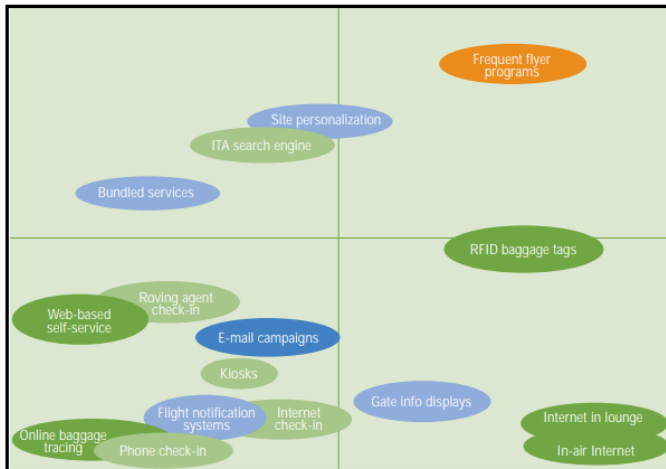 Frequent flyer
programs
Site personalization
ITA search engine
Bundled services
RFID baggage tags
Roving agent
check-in
Web-based
self-service
E-mail campaigns
Kiosks
Gate info displays
Flight notification
systems
Internet
check-in
Internet in lounge
Online baggage
tracing
Phone check-in
In-air Internet